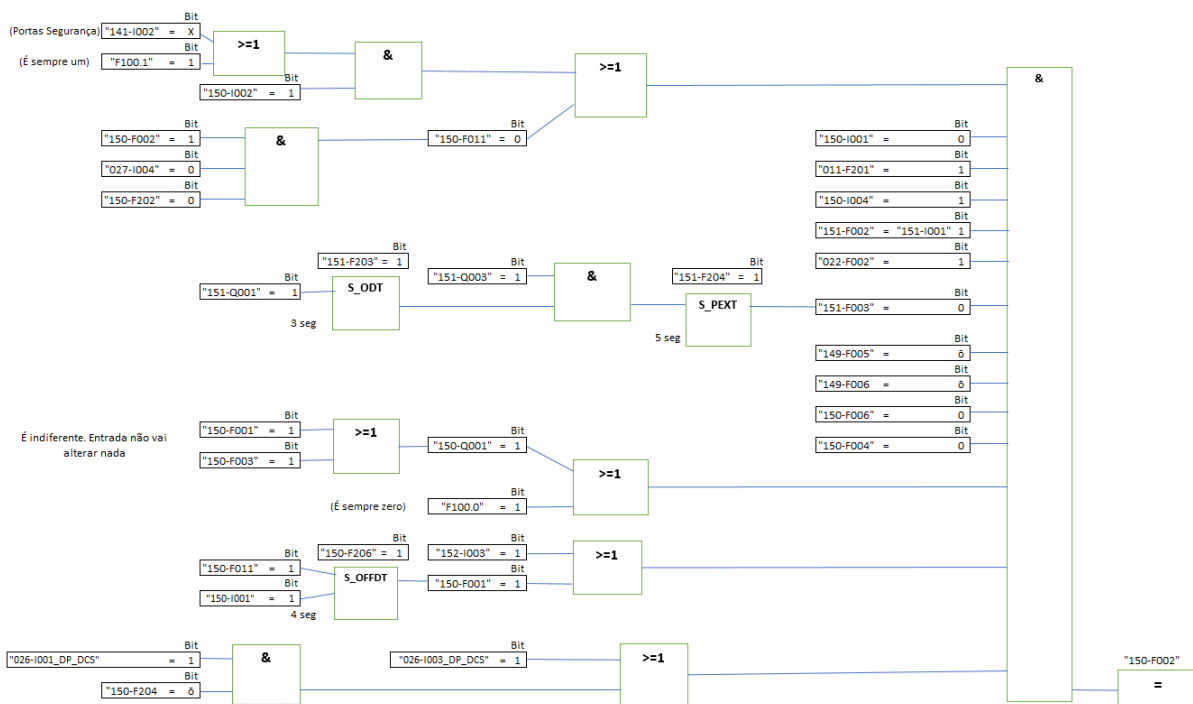 Bit
(Portas Segurança) "141-I002" = X
>=1
Bit
(É sempre um) "F100.1" = 1
&
Bit
"150-I002" = 1
>=1
&
Bit
"150-F002" = 1
Bit
"027-I004" = 0
Bit
"150-F202" = 0
&
Bit
"150-F011" = 0
Bit
"150-I001" = 0
Bit
"011-F201" = 1
Bit
"150-I004" = 1
Bit
"151-F002" = "151-I001" 1
Bit
"022-F002" = 1
Bit
"151-Q001" = 1
Bit
"151-F203" = 1
S_ODT
3 seg
Bit
"151-Q003" = 1
&
Bit
"151-F204" = 1
S_PEXT
5 seg
Bit
"151-F003" = 0
Bit
"149-F005" = õ
Bit
"149-F006 = õ
Bit
"150-F006" = 0
Bit
"150-F004" = 0
É indiferente. Entrada não vai
alterar nada
Bit
"150-F001" = 1
Bit
"150-F003" = 1
>=1
Bit
"150-Q001" = 1
(É sempre zero)
Bit
"F100.0" = 1
>=1
Bit
"150-F011" = 1
Bit
"150-I001" = 1
Bit
"150-F206" = 1
S_OFFDT
4 seg
Bit
"152-I003" = 1
Bit
"150-F001" = 1
>=1
Bit
"026-I001_DP_DCS" = 1
Bit
"150-F204 = õ
&
Bit
"026-I003_DP_DCS" = 1
>=1
"150-F002"
=